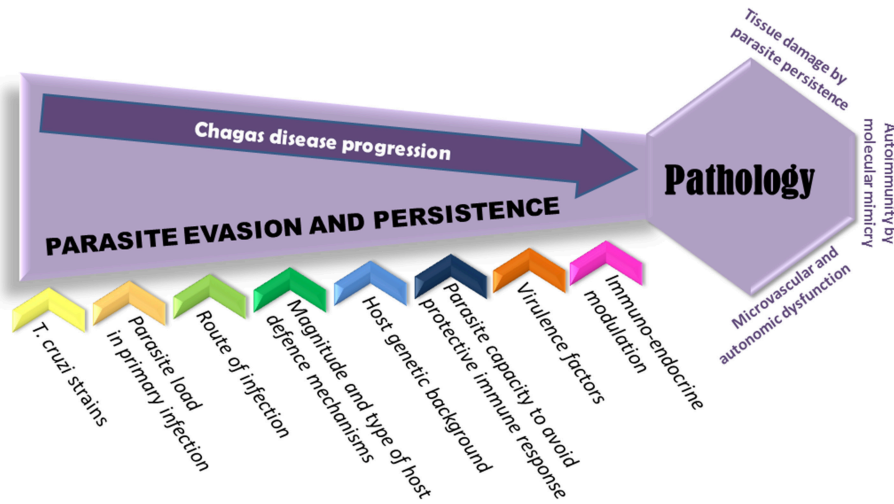 Chagas disease progression
PARASITE EVASION AND PERSISTENCE
Pathology
Tissue damage by
parasite persistence
Autoimmunity by
molecular mimicry
Microvascular and
autonomic dysfunction
T. cruzi strains
Parasite load
in primary infection
Route of infection
Magnitude and type of host
defence mechanisms
Host genetic background
Parasite capacity to avoid
protective immune response
Virulence factors
Immuno-endocrine
modulation